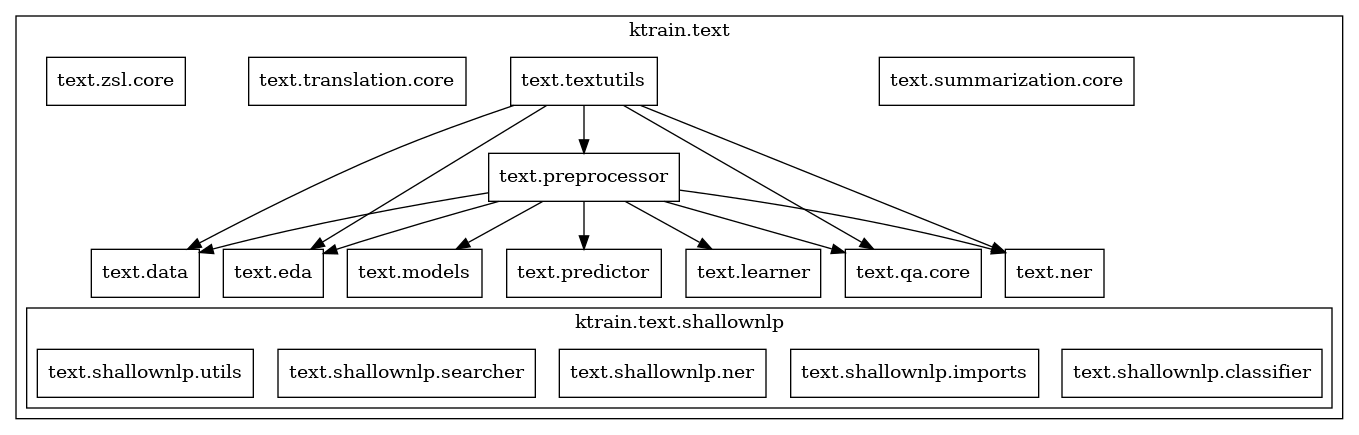 ktrain.text
text.zsl.core
text.translation.core
text.textutils
text.summarization.core
text.preprocessor
text.data
text.eda
text.models
text.predictor
text.learner
text.qa.core
text.ner
ktrain.text.shallownlp
text.shallownlp.utils
text.shallownlp.searcher
text.shallownlp.ner
text.shallownlp.imports
text.shallownlp.classifier